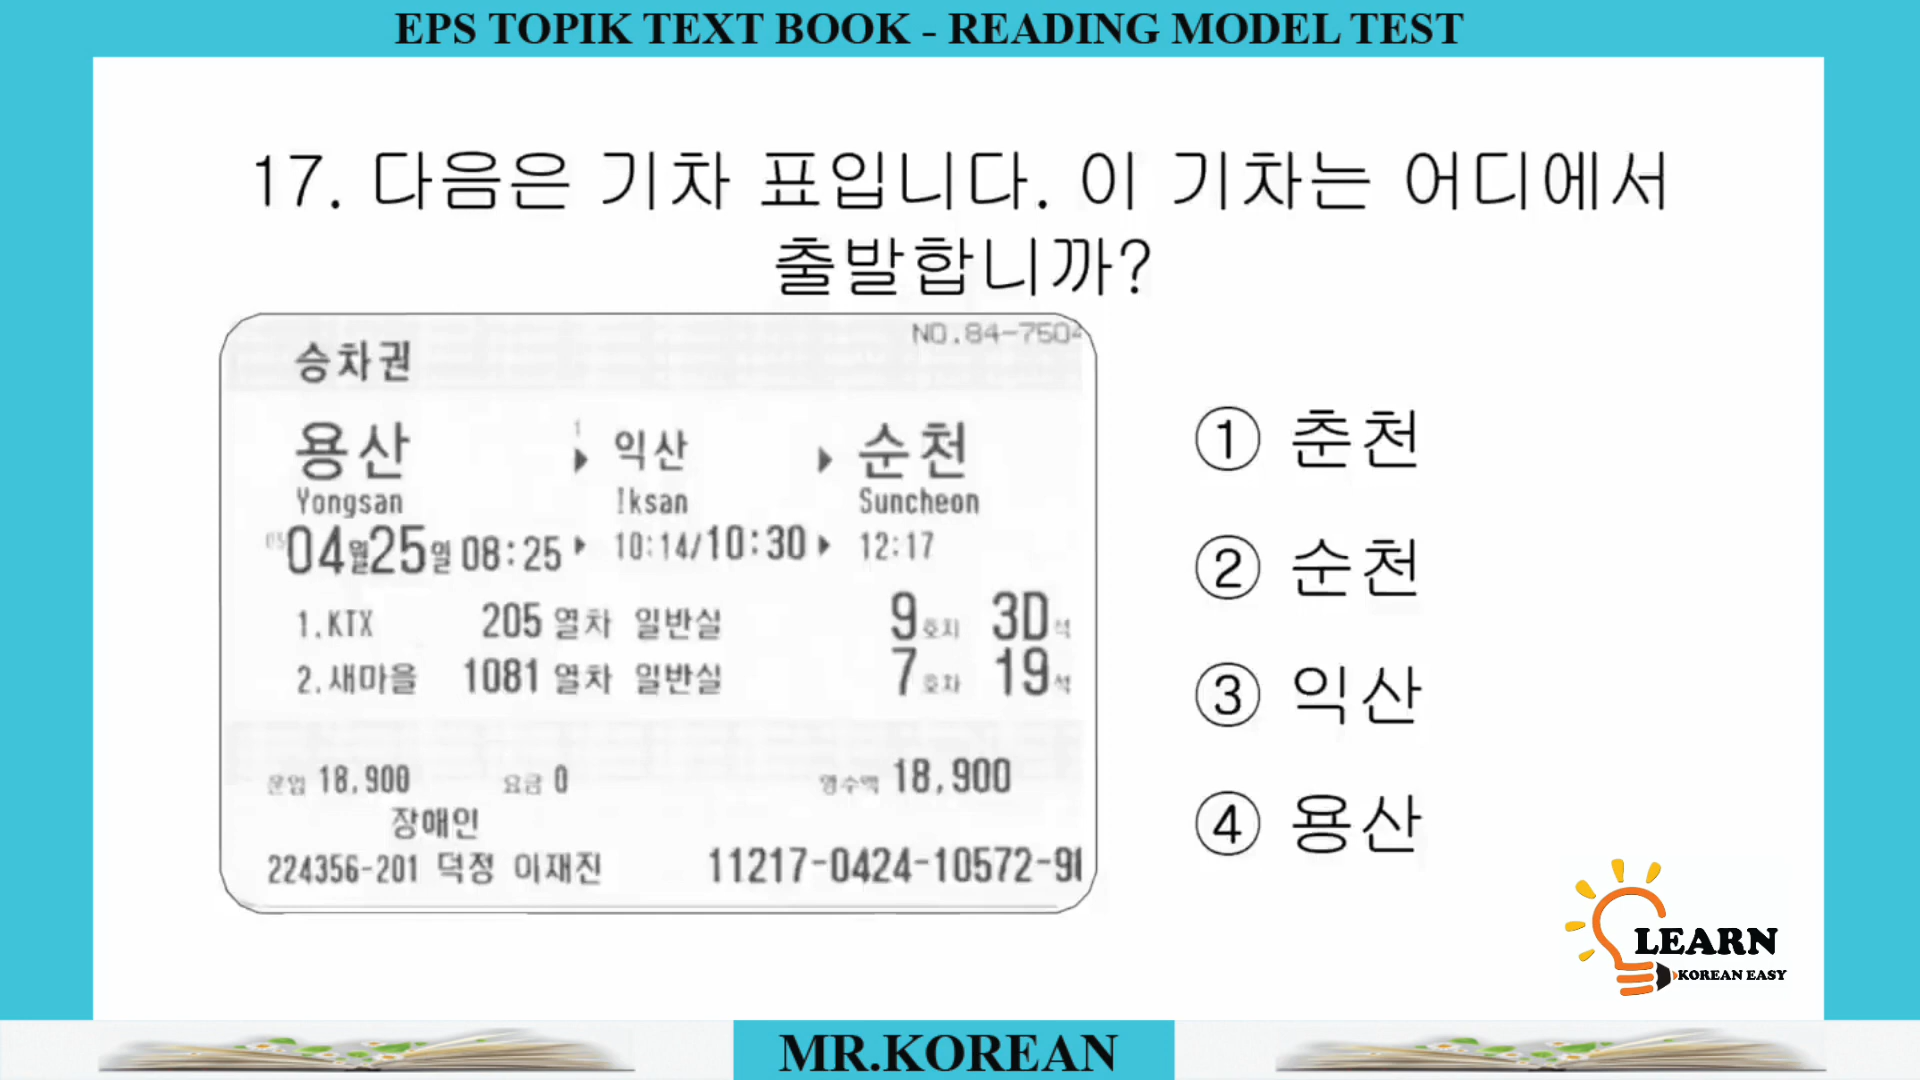 EPS TOPIK TEXT BOOK - READING MODEL TEST
17. 다음은 기차 표입니다. 이 기차는 어디에서
출발합니까?
NO.84-7504
승차권
용산 ▶ 익산 ▶ 순천
Yongsan Iksan Suncheon
04월25일 08:25 ▶ 10:14/10:30 ▶ 12:17
1.KTX 205 열차 일반실 9호차 3D석
2.새마을 1081 열차 일반실 7호차 19석
운임 18,900 요금 0 영수액 18,900
장애인
224356-201 덕정 이재진 11217-0424-10572-9
① 춘천
② 순천
③ 익산
④ 용산
LEARN
KOREAN EASY
MR.KOREAN